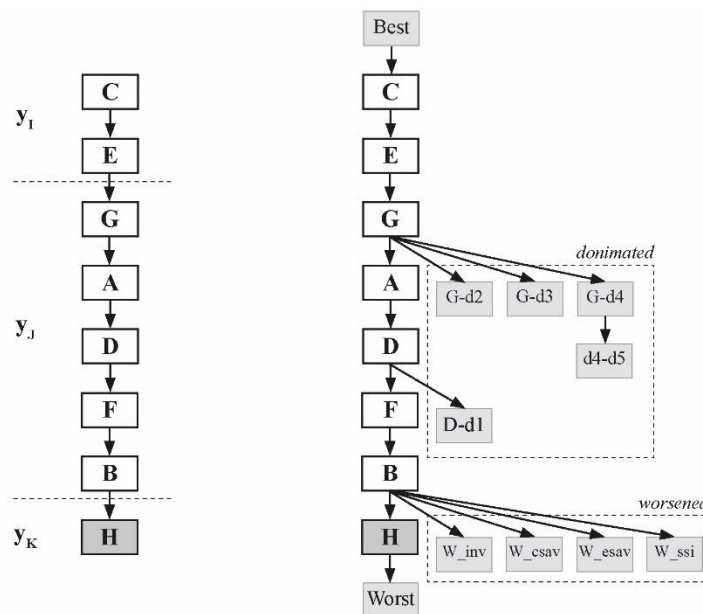 Best
y_I
C
C
E
E
G
G
donimated
A
A
G-d2
G-d3
G-d4
y_J
D
D
d4-d5
F
F
D-d1
B
B
worsened
y_K
H
H
W_inv
W_csav
W_esav
W_ssi
Worst